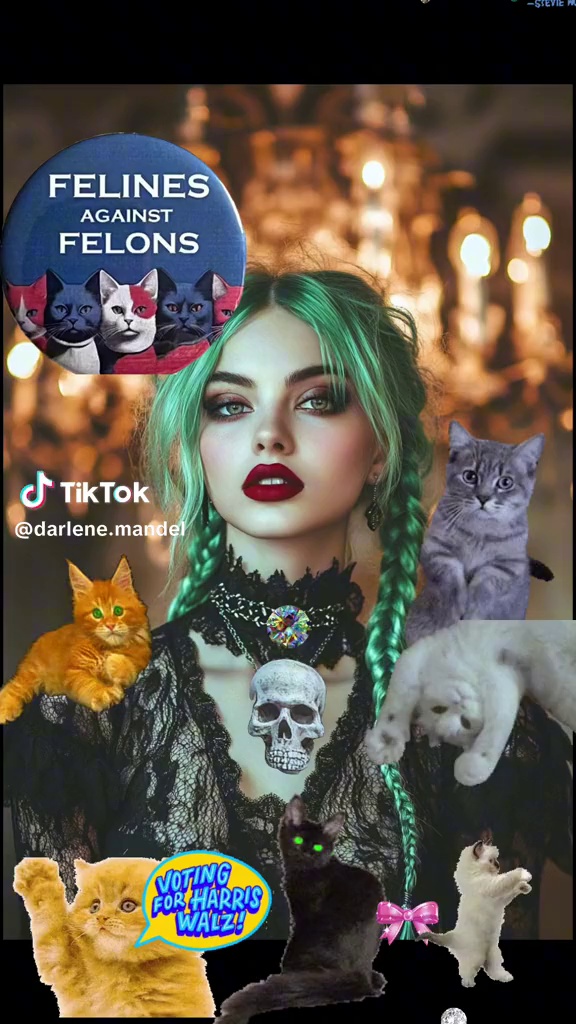 FELINES
AGAINST
FELONS
TikTok
@darlene.mandel
VOTING
FOR HARRIS
WALZ!